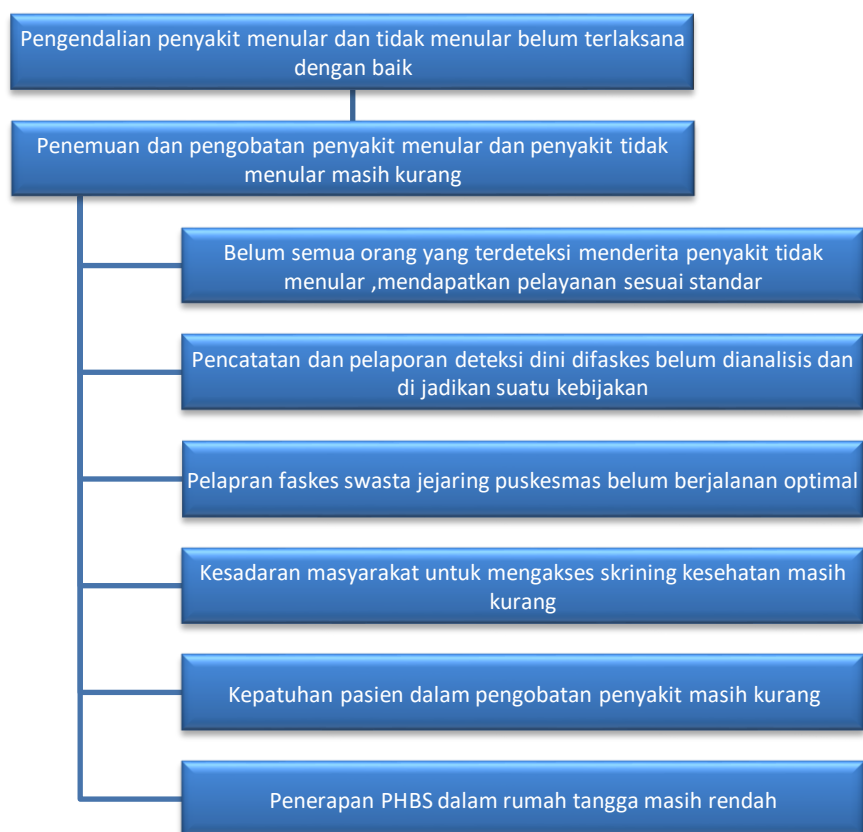 Pengendalian penyakit menular dan tidak menular belum terlaksana
dengan baik
Penemuan dan pengobatan penyakit menular dan penyakit tidak
menular masih kurang
Belum semua orang yang terdeteksi menderita penyakit tidak
menular ,mendapatkan pelayanan sesuai standar
Pencatatan dan pelaporan deteksi dini difaskes belum dianalisis dan
di jadikan suatu kebijakan
Pelapran faskes swasta jejaring puskesmas belum berjalanan optimal
Kesadaran masyarakat untuk mengakses skrining kesehatan masih
kurang
Kepatuhan pasien dalam pengobatan penyakit masih kurang
Penerapan PHBS dalam rumah tangga masih rendah